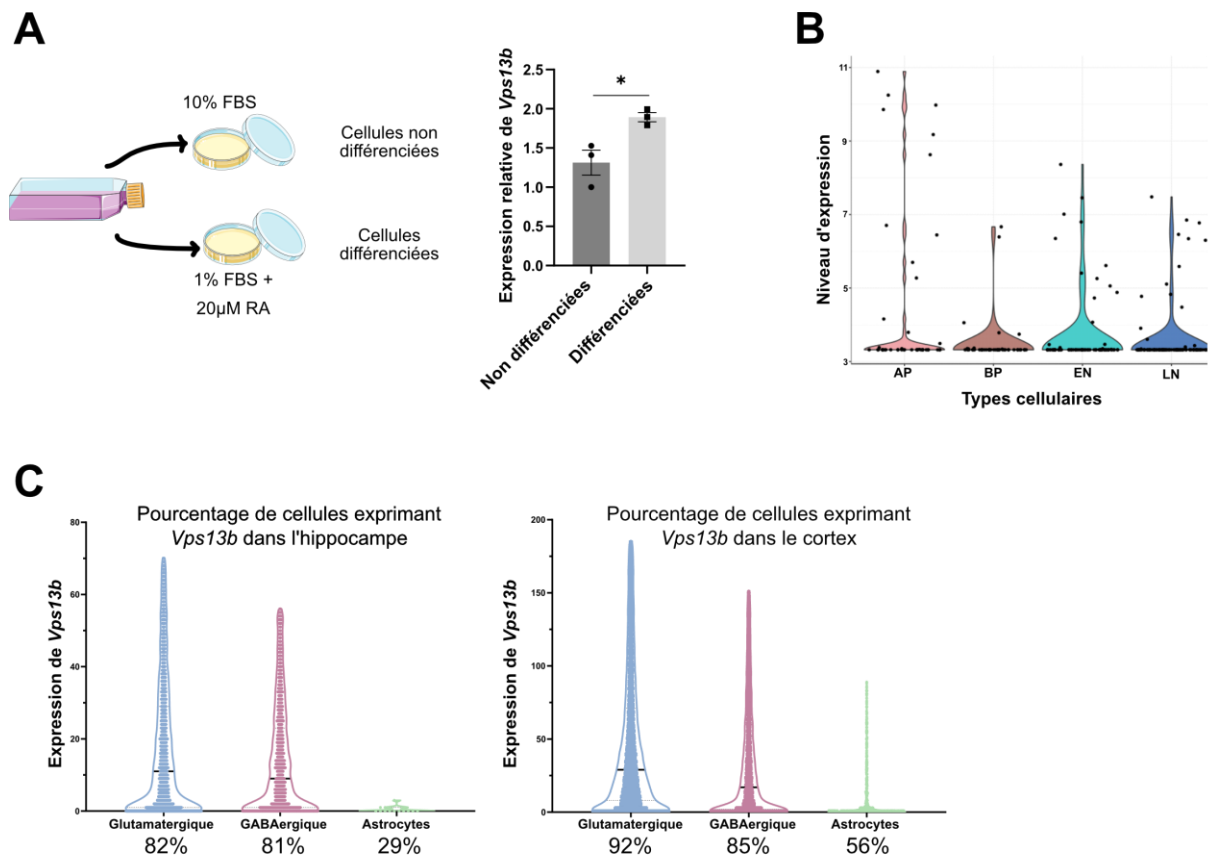 A
10% FBS
Cellules non
différenciées
Cellules
différenciées
1% FBS +
20µM RA
Expression relative de Vps13b
2.5
2.0
1.5
1.0
0.5
0.0
*
Non différenciées
Différenciées
B
Niveau d'expression
11
9
7
5
3
AP
BP
EN
LN
Types cellulaires
C
Pourcentage de cellules exprimant
Vps13b dans l'hippocampe
Expression de Vps13b
80
60
40
20
0
Glutamatergique
GABAergique
Astrocytes
82%
81%
29%
Pourcentage de cellules exprimant
Vps13b dans le cortex
Expression de Vps13b
200
150
100
50
0
Glutamatergique
GABAergique
Astrocytes
92%
85%
56%